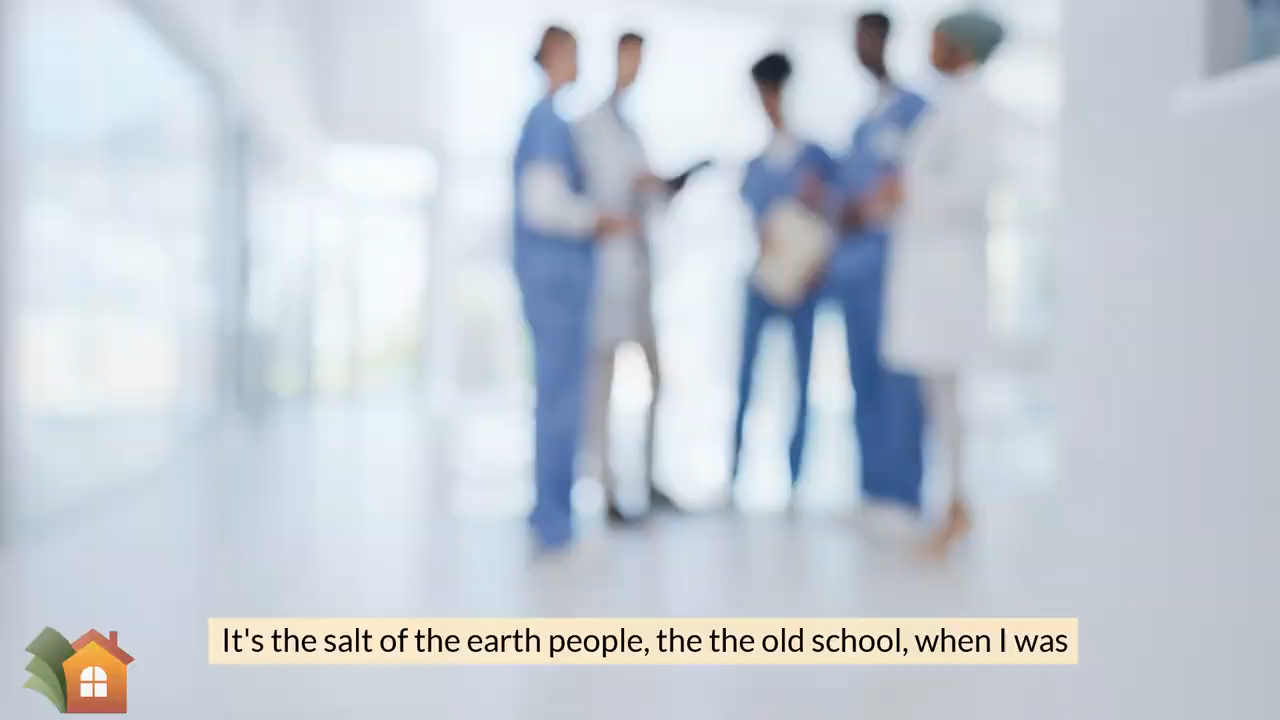 It's the salt of the earth people, the the old school, when I was